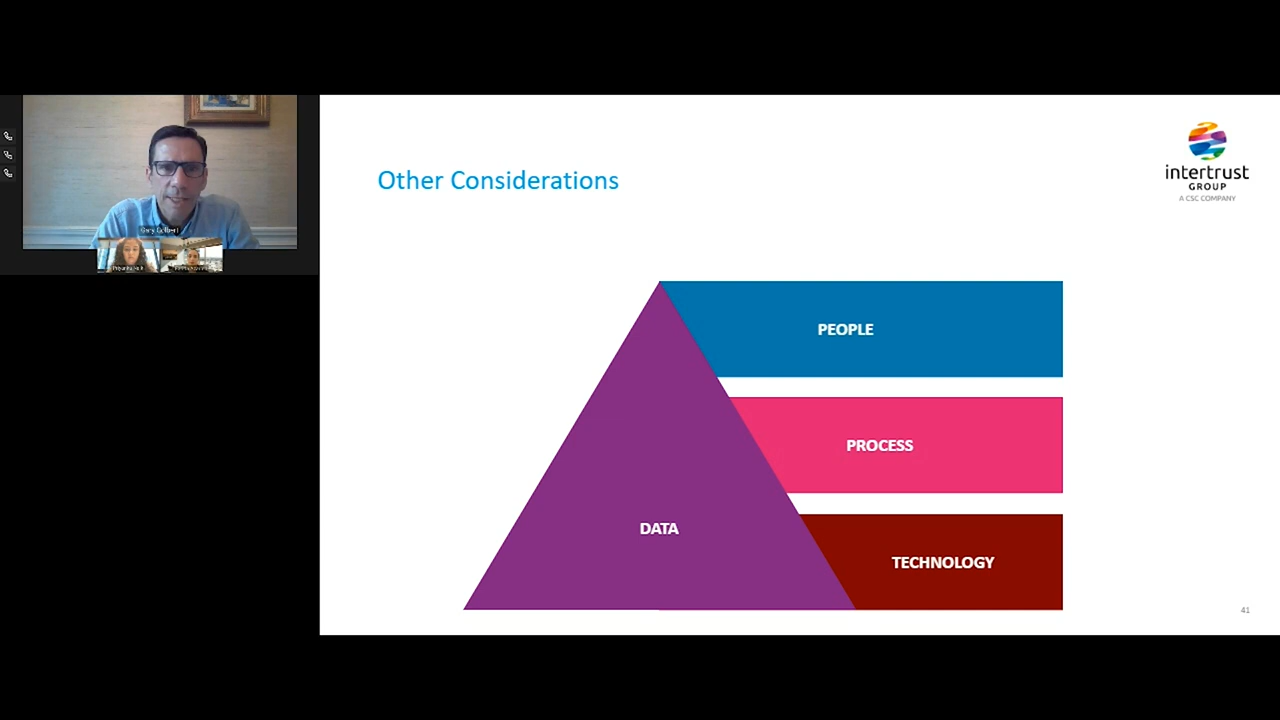 Other Considerations
intertrust
GROUP
A CSC COMPANY
PEOPLE
PROCESS
DATA
TECHNOLOGY
41